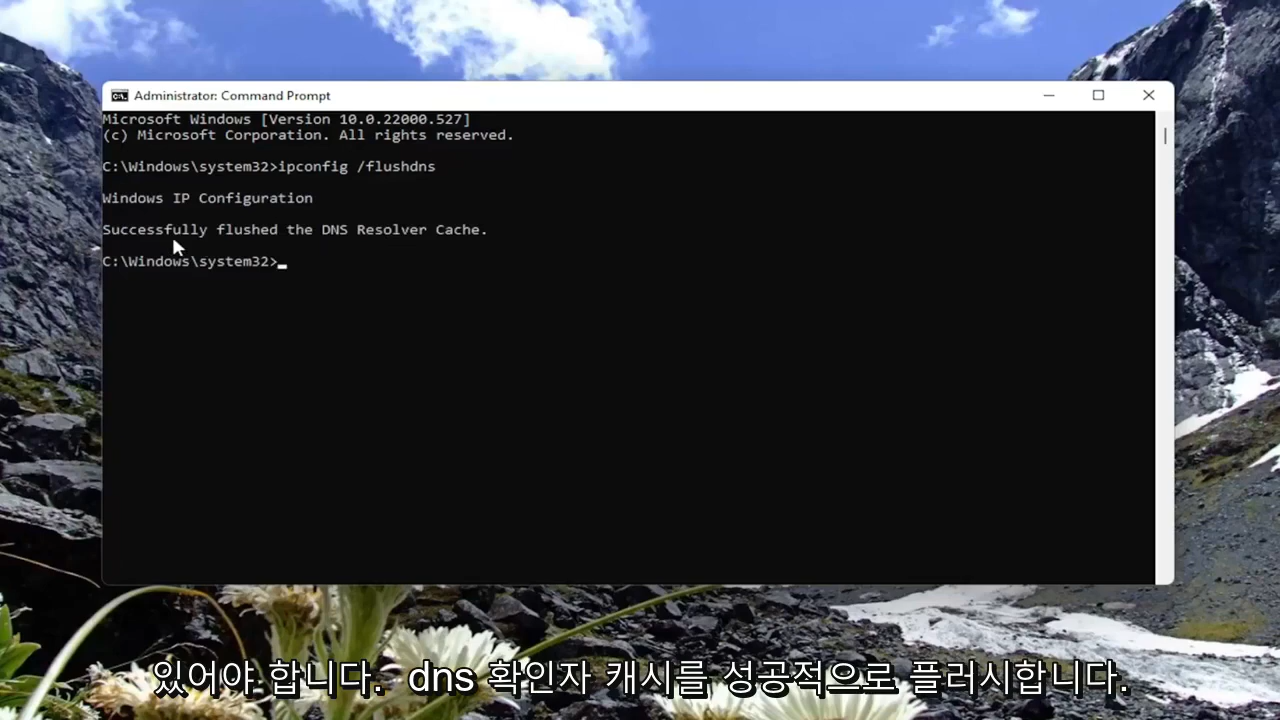 Administrator: Command Prompt
Microsoft Windows [Version 10.0.22000.527]
(c) Microsoft Corporation. All rights reserved.
C:\Windows\system32>ipconfig /flushdns
Windows IP Configuration
Successfully flushed the DNS Resolver Cache.
C:\Windows\system32>
있어야 합니다. dns 확인자 캐시를 성공적으로 플러시합니다.